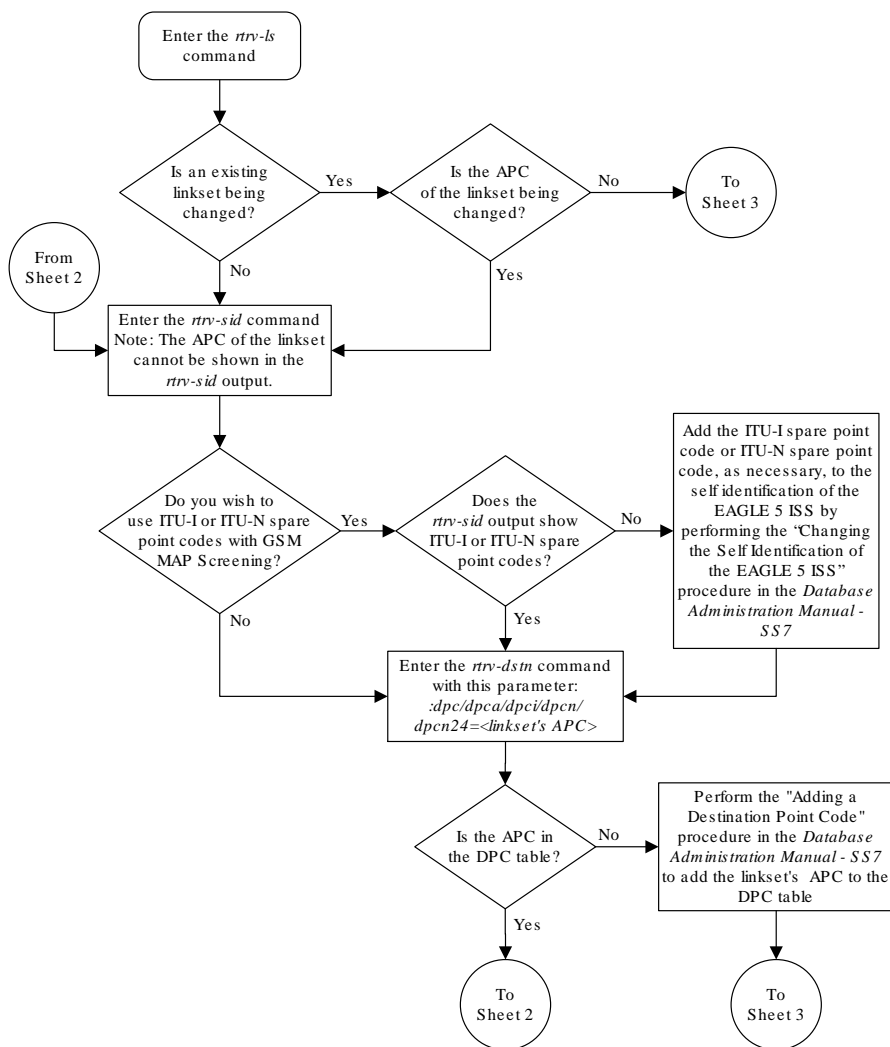 Enter the rtrv-ls
command
Is an existing
linkset being
changed?
Yes
Is the APC
of the linkset being
changed?
No
To
Sheet 3
From
Sheet 2
No
Yes
Enter the rtrv-sid command
Note: The APC of the linkset
cannot be shown in the
rtrv-sid output.
Do you wish to
use ITU-I or ITU-N spare
point codes with GSM
MAP Screening?
Yes
Does the
rtrv-sid output show
ITU-I or ITU-N spare
point codes?
No
Add the ITU-I spare point
code or ITU-N spare point
code, as necessary, to the
self identification of the
EAGLE 5 ISS by
performing the “Changing
the Self Identification of
the EAGLE 5 ISS”
procedure in the Database
Administration Manual -
SS7
No
Yes
Enter the rtrv-dstn command
with this parameter:
:dpc/dpca/dpci/dpcn/
dpcn24=<linkset's APC>
Is the APC in
the DPC table?
No
Perform the "Adding a
Destination Point Code"
procedure in the Database
Administration Manual - SS7
to add the linkset's APC to the
DPC table
Yes
To
Sheet 2
To
Sheet 3